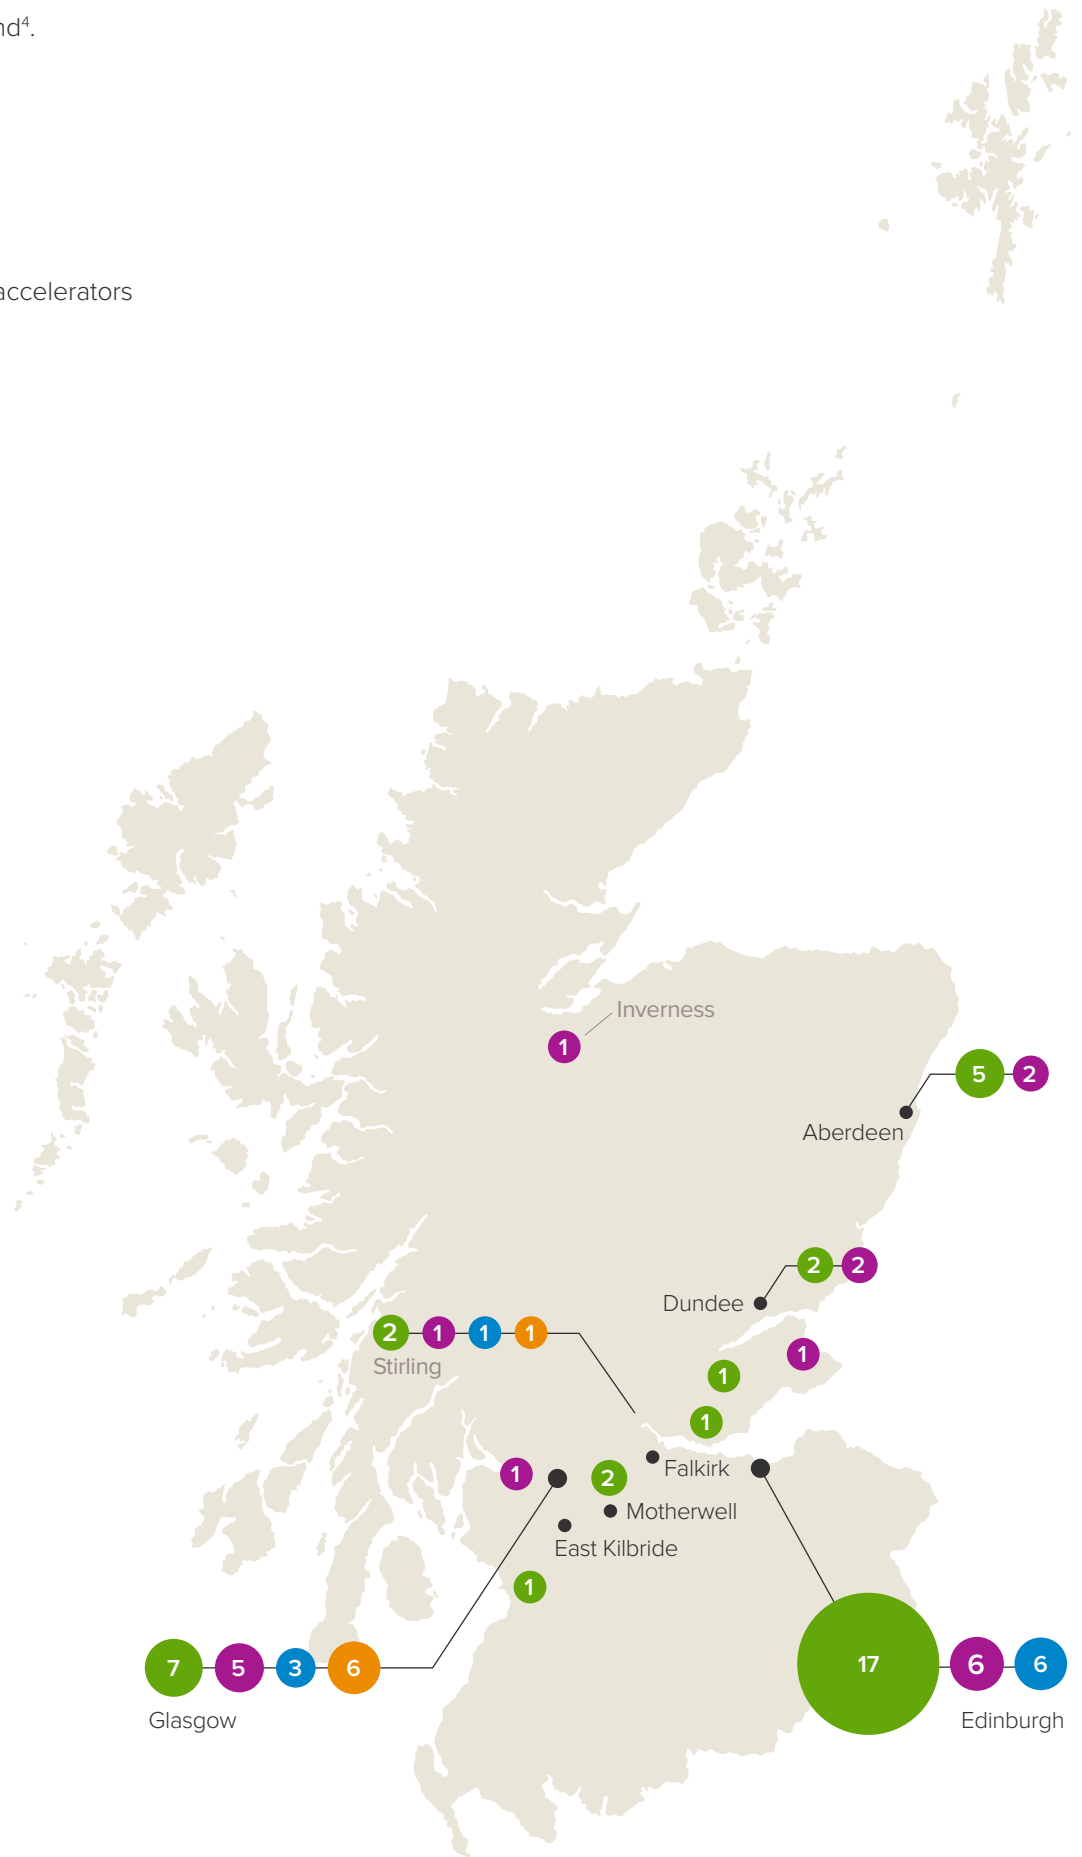 nd⁴.
accelerators
Inverness
1
5 2
Aberdeen
2 2
Dundee
2 1 1 1
Stirling
1
1
1
Falkirk
1
2
Motherwell
East Kilbride
1
17 6 6
7 5 3 6
Glasgow
Edinburgh